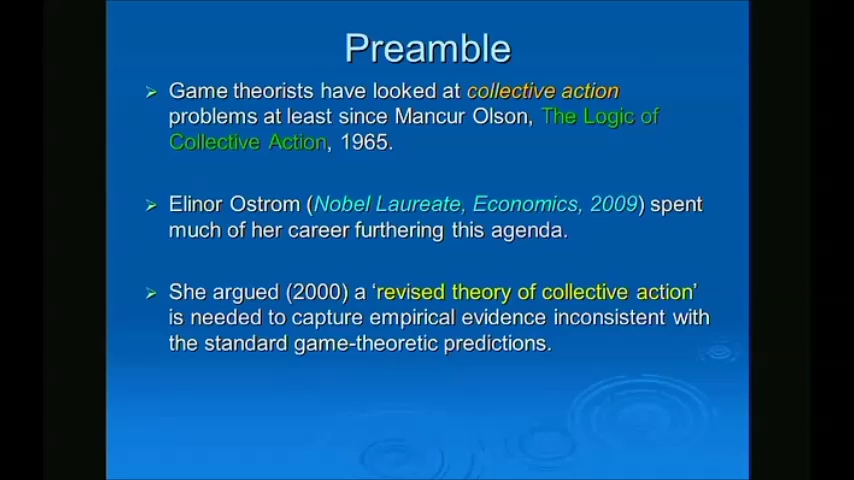 Preamble
Game theorists have looked at collective action
problems at least since Mancur Olson, The Logic of
Collective Action, 1965.
Elinor Ostrom (Nobel Laureate, Economics, 2009) spent
much of her career furthering this agenda.
She argued (2000) a ‘revised theory of collective action’
is needed to capture empirical evidence inconsistent with
the standard game-theoretic predictions.